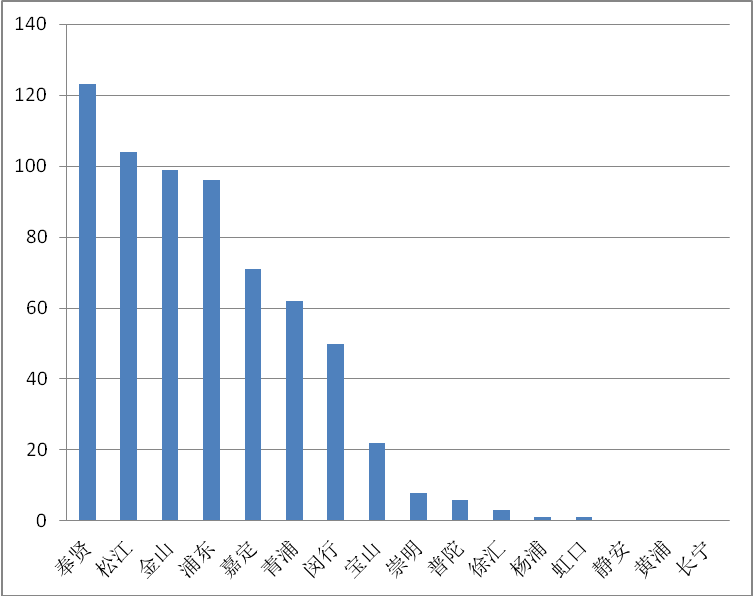 140
120
100
80
60
40
20
0
奉贤
松江
金山
浦东
嘉定
青浦
闵行
宝山
崇明
普陀
徐汇
杨浦
虹口
静安
黄浦
长宁